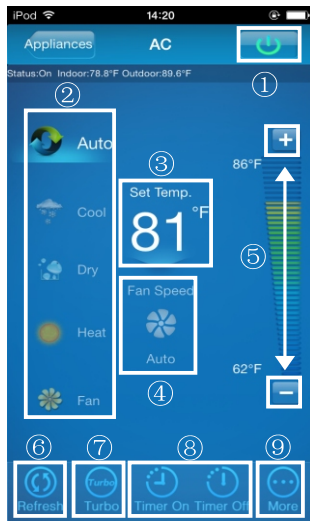 iPod 14:20
Appliances AC
①
Status:On Indoor:78.8°F Outdoor:89.6°F
②
Auto
Cool
Dry
Heat
Fan
③
Set Temp.
81°F
Fan Speed
Auto
④
+
86°F
⑤
62°F
−
⑥ ⑦ ⑧ ⑨
Turbo
Refresh Turbo Timer On Timer Off More